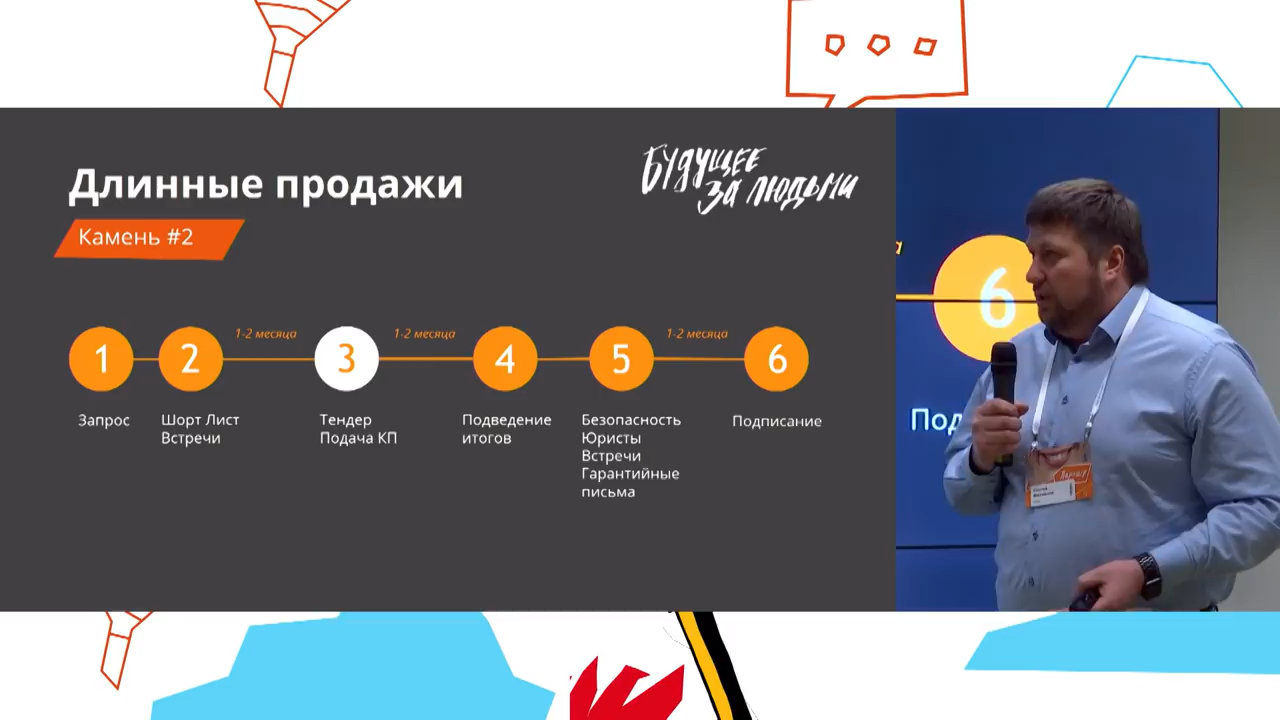 Длинные продажи
БУДУЩЕЕ
ЗА ЛЮДЬМИ
Камень #2
1-2 месяца
1-2 месяца
1-2 месяца
1
2
3
4
5
6
Запрос
Шорт Лист
Встречи
Тендер
Подача КП
Подведение
итогов
Безопасность
Юристы
Встречи
Гарантийные
письма
Подписание
6
Под